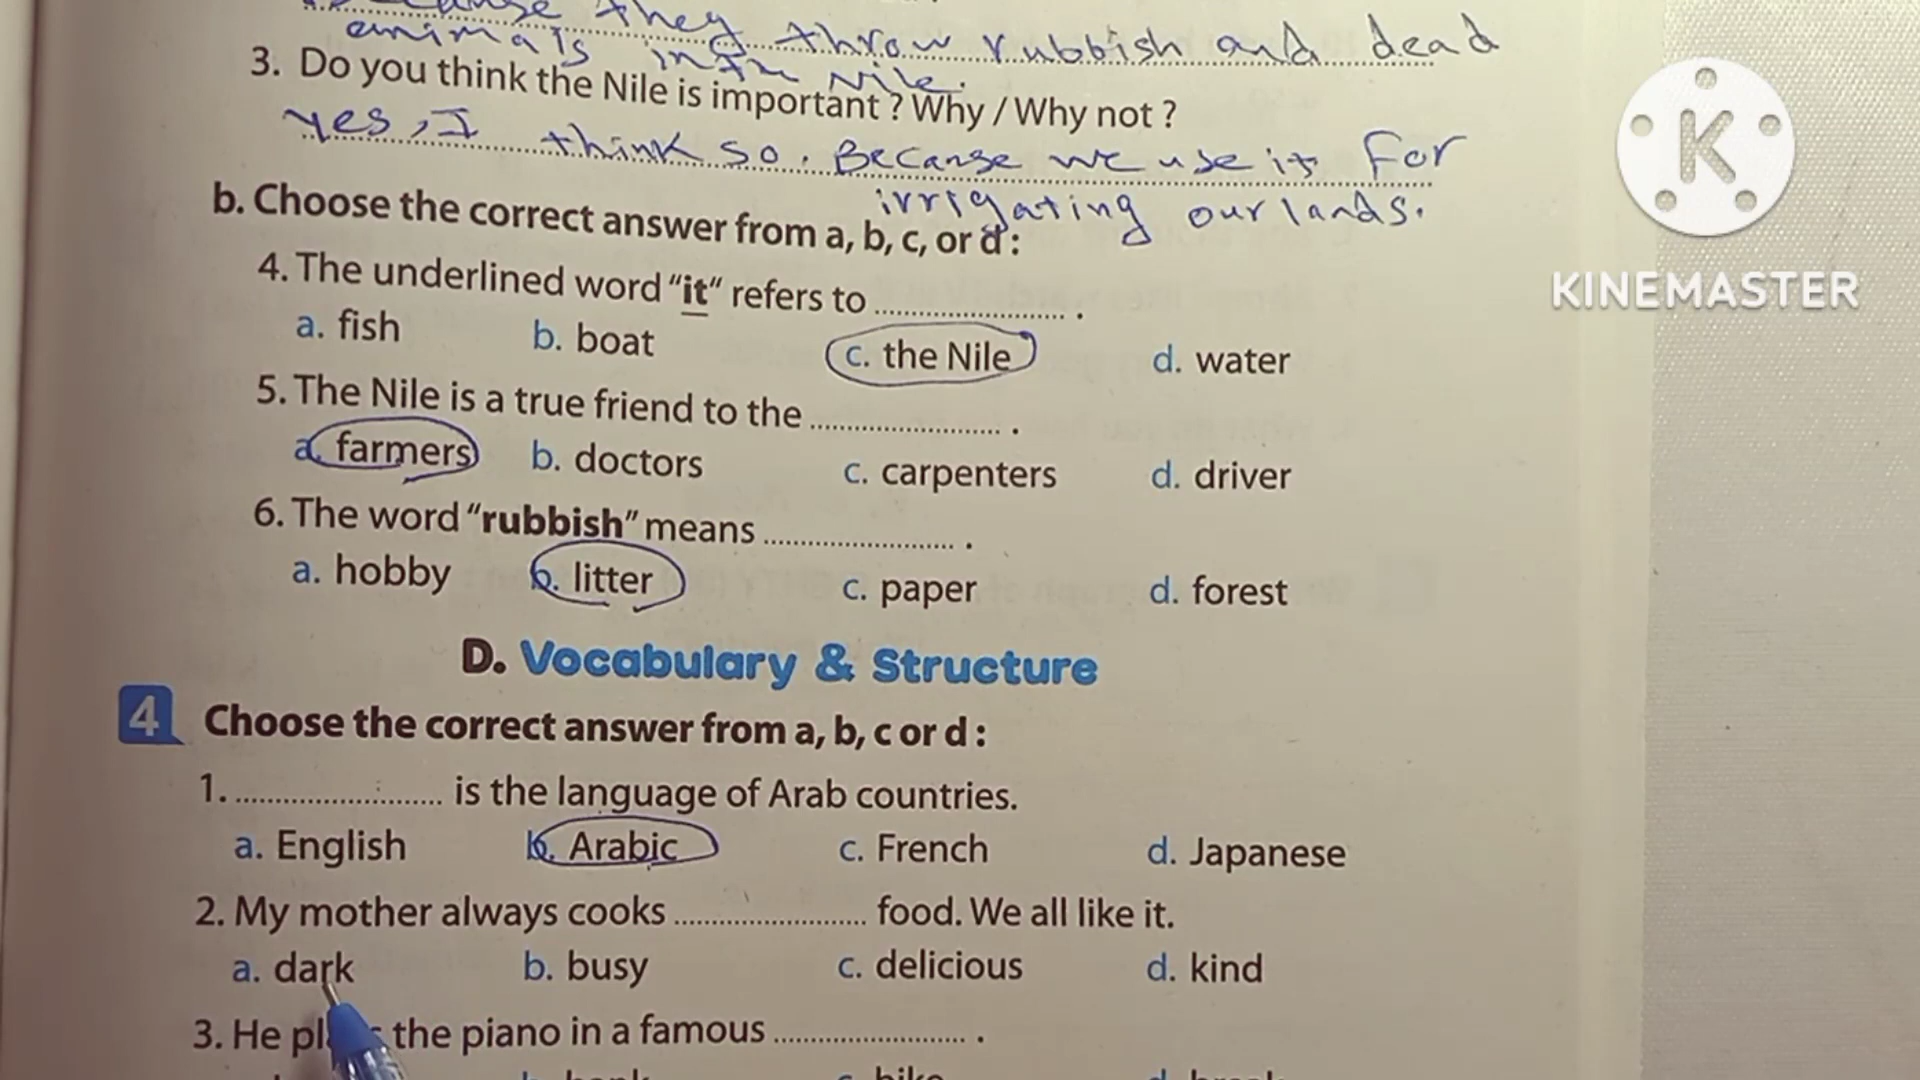 they throw rubbish and dead
animals in the Nile.
3. Do you think the Nile is important ? Why / Why not ?
Yes, I think so. Becanse we use it for
irrigating our lands.
b. Choose the correct answer from a, b, c, or d :
4. The underlined word "it" refers to .................... .
a. fish b. boat c. the Nile d. water
5. The Nile is a true friend to the .................... .
a. farmers b. doctors c. carpenters d. driver
6. The word "rubbish" means .................... .
a. hobby b. litter c. paper d. forest
D. Vocabulary & Structure
4 Choose the correct answer from a, b, c or d :
1. .................... is the language of Arab countries.
a. English b. Arabic c. French d. Japanese
2. My mother always cooks .................... food. We all like it.
a. dark b. busy c. delicious d. kind
3. He the piano in a famous .................... .
K
KINEMASTER